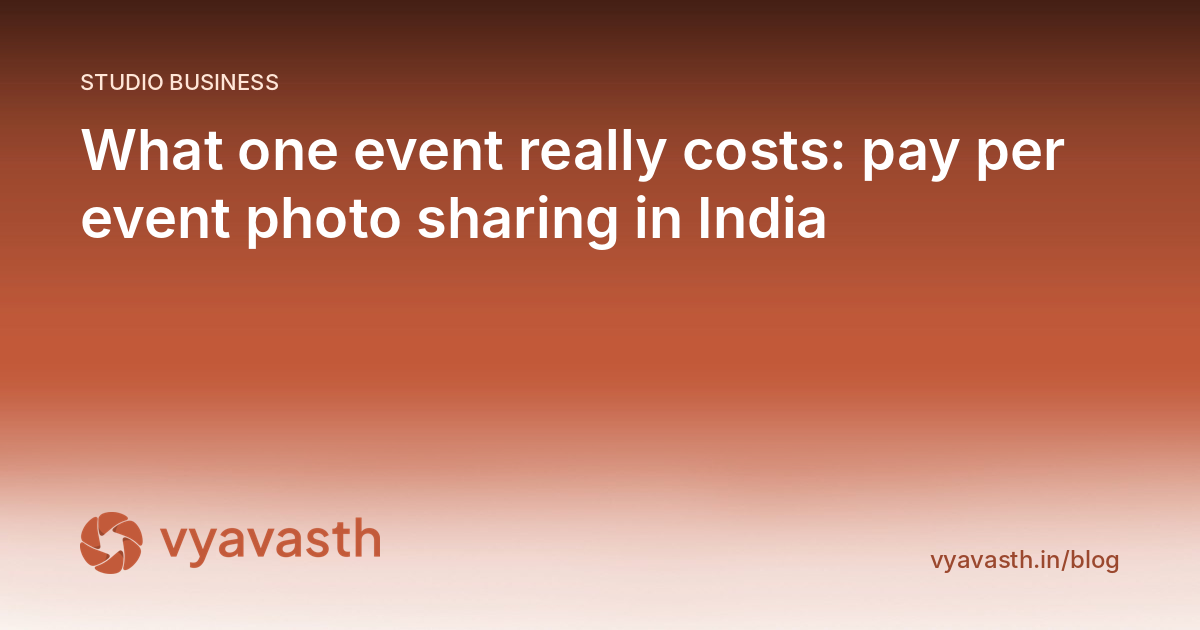 STUDIO BUSINESS
What one event really costs: pay per
event photo sharing in India
vyavasth
vyavasth.in/blog